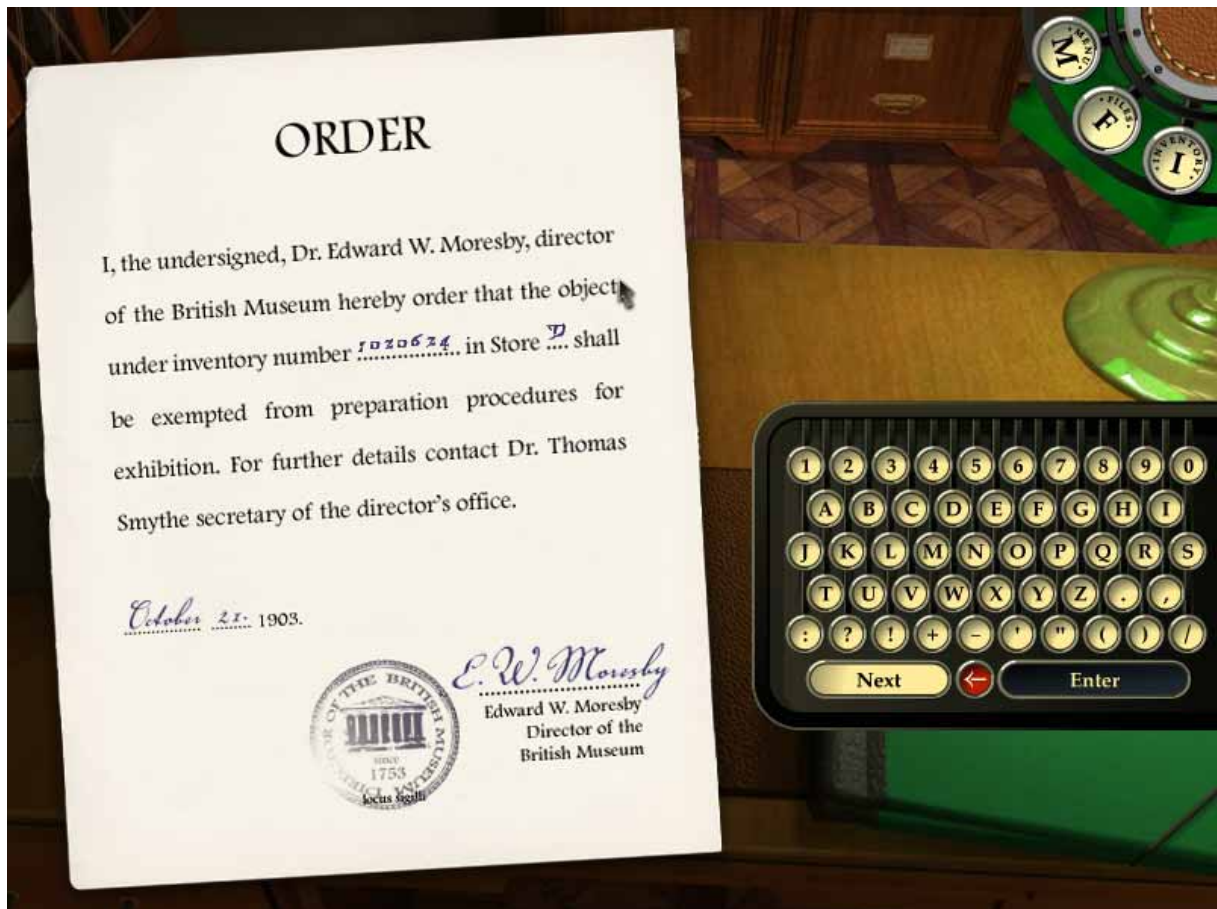 ORDER
I, the undersigned, Dr. Edward W. Moresby, director
of the British Museum hereby order that the object
under inventory number 1020624 in Store D shall
be exempted from preparation procedures for
exhibition. For further details contact Dr. Thomas
Smythe secretary of the director's office.
October 21. 1903.
E. W. Moresby
Edward W. Moresby
Director of the
British Museum
DIRECTOR OF THE BRITISH MUSEUM
since
1753
locus sigilli
M
MENU
F
FILES
I
INVENTORY
1 2 3 4 5 6 7 8 9 0
A B C D E F G H I
J K L M N O P Q R S
T U V W X Y Z . ,
: ? ! + - ' " ( ) /
Next ← Enter